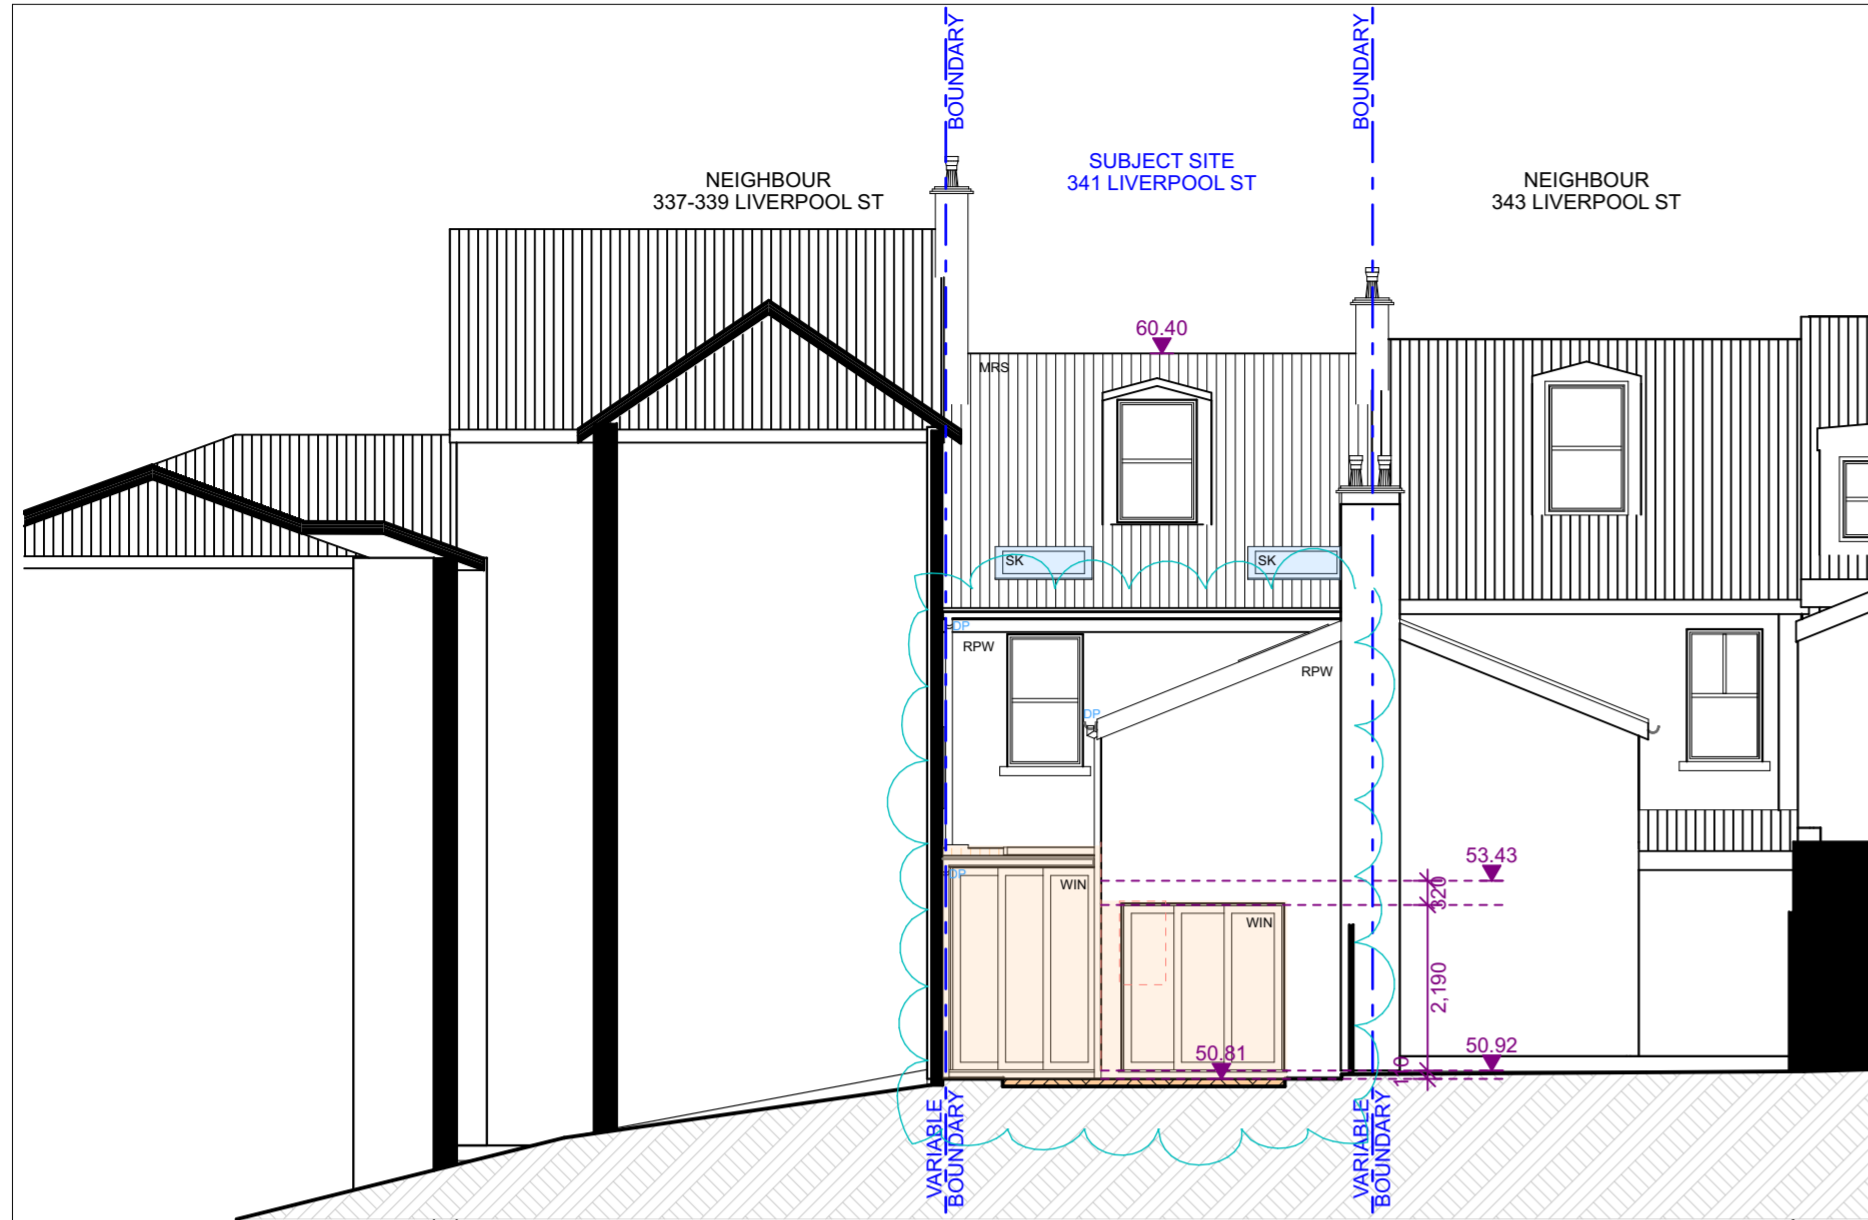 BOUNDARY
BOUNDARY
SUBJECT SITE
341 LIVERPOOL ST
NEIGHBOUR
337-339 LIVERPOOL ST
NEIGHBOUR
343 LIVERPOOL ST
60.40
MRS
SK
SK
DP
RPW
RPW
DP
53.43
DP
WIN
320
WIN
2,190
50.81
50.92
110
VARIABLE
BOUNDARY
VARIABLE
BOUNDARY